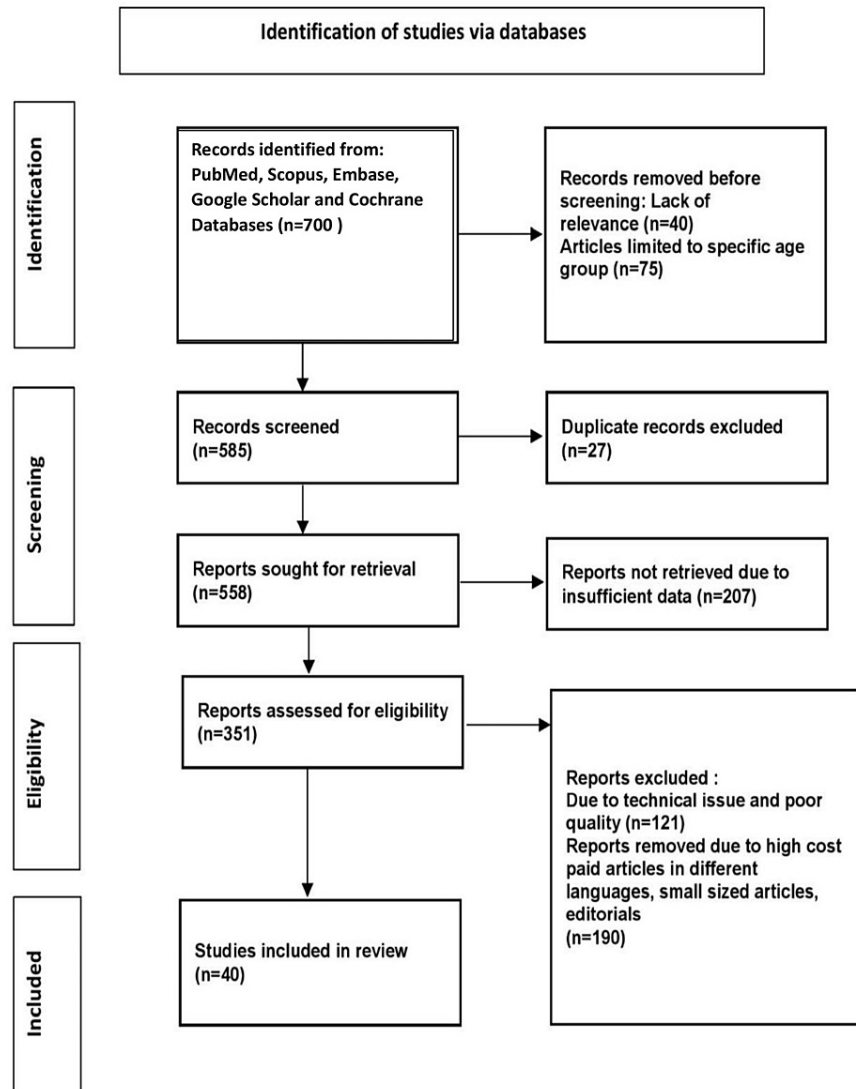 Identification of studies via databases
Identification
Records identified from:
PubMed, Scopus, Embase,
Google Scholar and Cochrane
Databases (n=700 )
Records removed before
screening: Lack of
relevance (n=40)
Articles limited to specific age
group (n=75)
Screening
Records screened
(n=585)
Duplicate records excluded
(n=27)
Reports sought for retrieval
(n=558)
Reports not retrieved due to
insufficient data (n=207)
Eligibility
Reports assessed for eligibility
(n=351)
Reports excluded :
Due to technical issue and poor
quality (n=121)
Reports removed due to high cost
paid articles in different
languages, small sized articles,
editorials
(n=190)
Included
Studies included in review
(n=40)